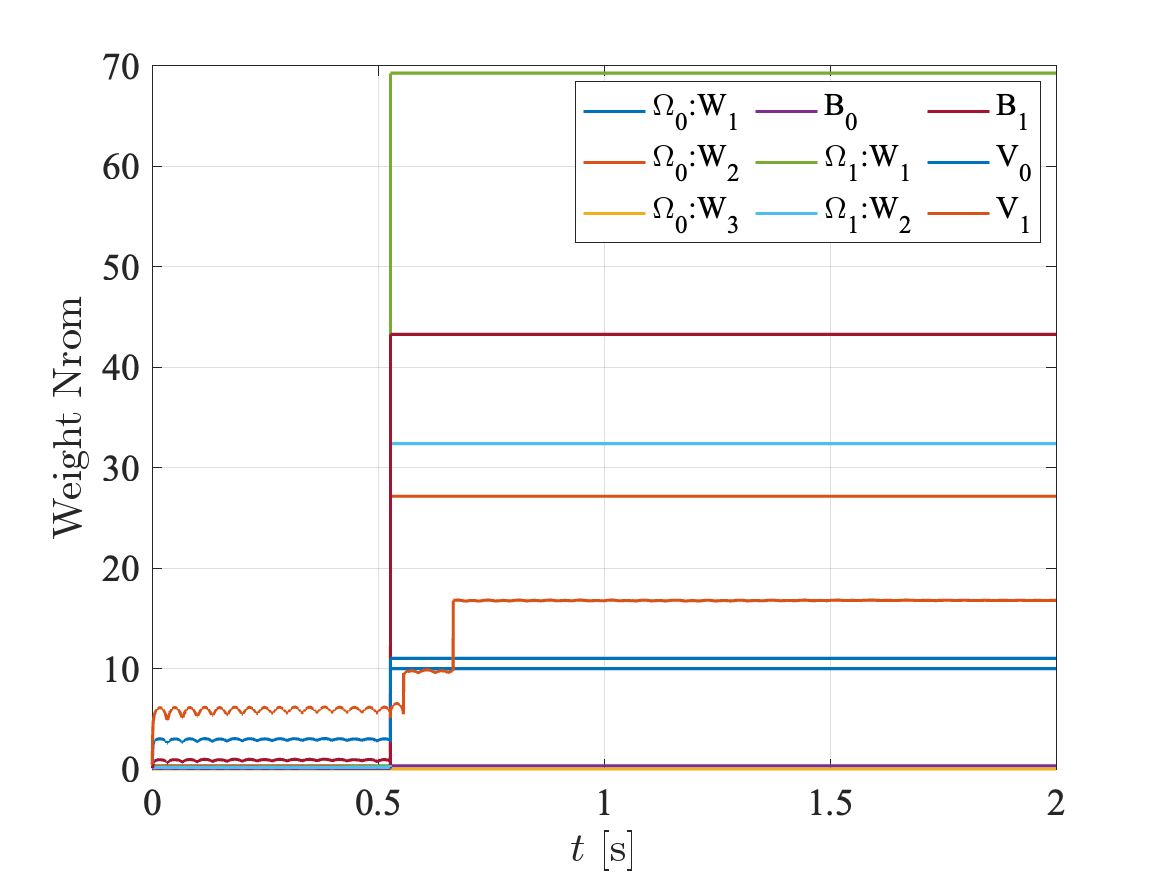 70
60
50
40
30
20
10
0
Weight Nrom
Ω₀:W₁ B₀ B₁
Ω₀:W₂ Ω₁:W₁ V₀
Ω₀:W₃ Ω₁:W₂ V₁
0 0.5 1 1.5 2
t [s]